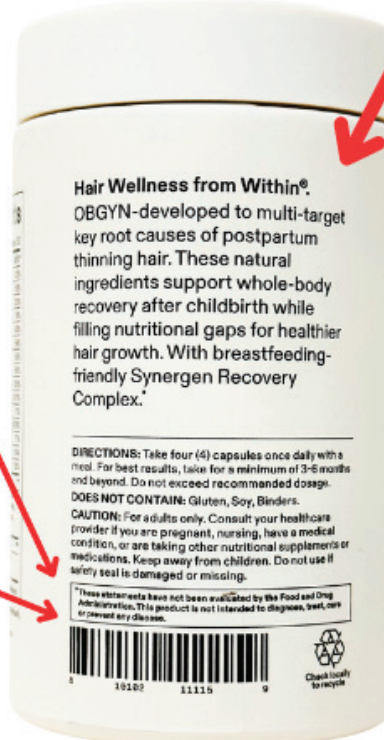 Hair Wellness from Within®.
OBGYN-developed to multi-target
key root causes of postpartum
thinning hair. These natural
ingredients support whole-body
recovery after childbirth while
filling nutritional gaps for healthier
hair growth. With breastfeeding-
friendly Synergen Recovery
Complex.*
DIRECTIONS: Take four (4) capsules once daily with a
meal. For best results, take for a minimum of 3-6 months
and beyond. Do not exceed recommended dosage.
DOES NOT CONTAIN: Gluten, Soy, Binders.
CAUTION: For adults only. Consult your healthcare
provider if you are pregnant, nursing, have a medical
condition, or are taking other nutritional supplements or
medications. Keep away from children. Do not use if
safety seal is damaged or missing.
*These statements have not been evaluated by the Food and Drug
Administration. This product is not intended to diagnose, treat, cure
or prevent any disease.
8 10102 11115 9
Check locally
to recycle